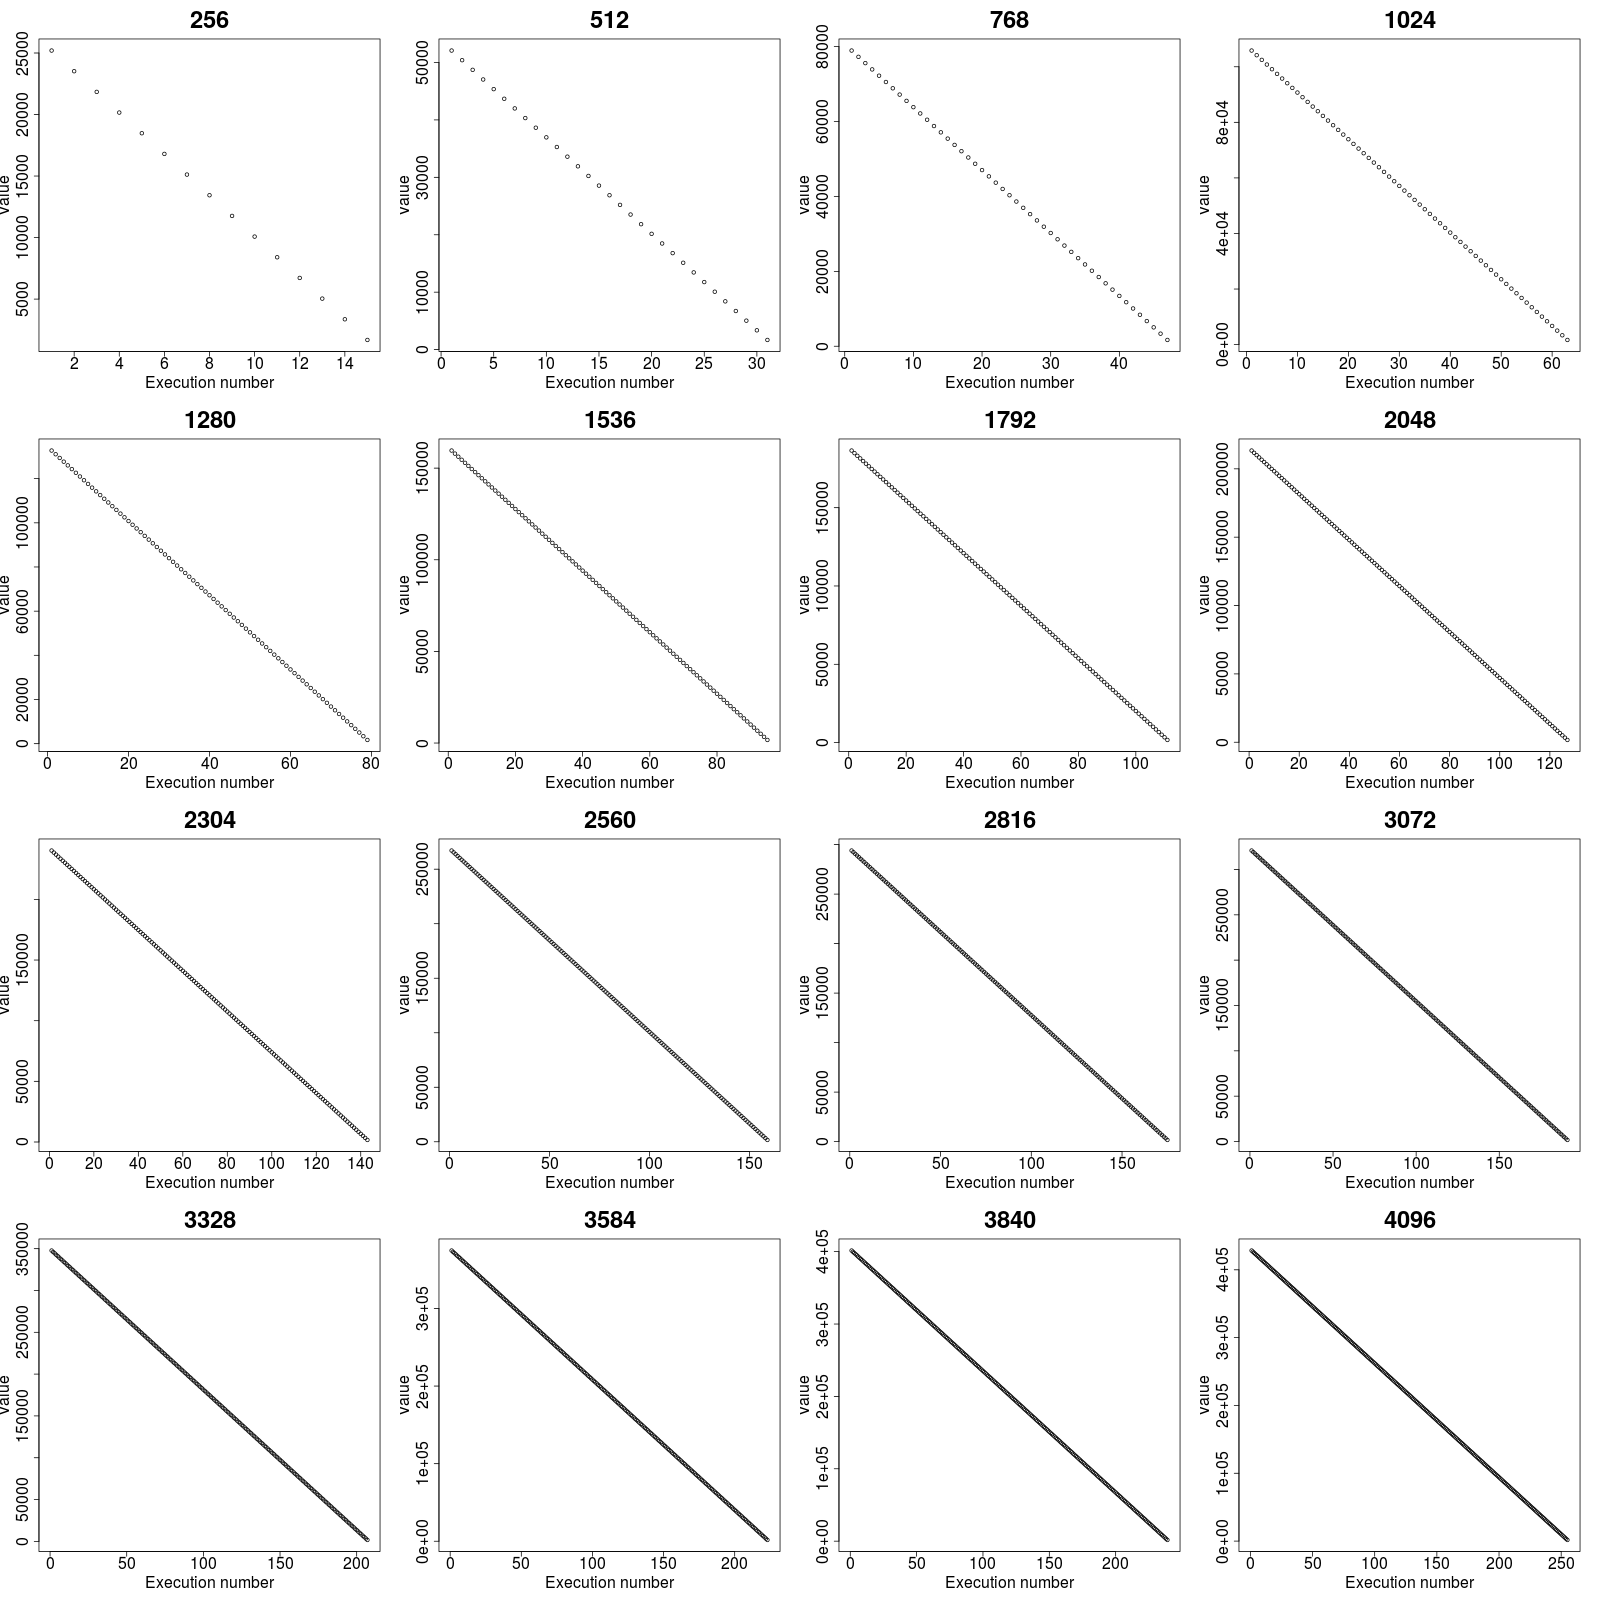 256
25000
20000
15000
10000
5000
value
2 4 6 8 10 12 14
Execution number
512
50000
30000
10000
0
value
0 5 10 15 20 25 30
Execution number
768
80000
60000
40000
20000
0
value
0 10 20 30 40
Execution number
1024
8e+04
4e+04
0e+00
value
0 10 20 30 40 50 60
Execution number
1280
100000
60000
20000
0
value
0 20 40 60 80
Execution number
1536
150000
100000
50000
0
value
0 20 40 60 80
Execution number
1792
150000
100000
50000
0
value
0 20 40 60 80 100
Execution number
2048
200000
150000
100000
50000
0
value
0 20 40 60 80 100 120
Execution number
2304
150000
50000
0
value
0 20 40 60 80 100 120 140
Execution number
2560
250000
150000
50000
0
value
0 50 100 150
Execution number
2816
250000
150000
50000
0
value
0 50 100 150
Execution number
3072
250000
150000
50000
0
value
0 50 100 150
Execution number
3328
350000
250000
150000
50000
0
value
0 50 100 150 200
Execution number
3584
3e+05
2e+05
1e+05
0e+00
value
0 50 100 150 200
Execution number
3840
4e+05
3e+05
2e+05
1e+05
0e+00
value
0 50 100 150 200
Execution number
4096
4e+05
3e+05
2e+05
1e+05
0e+00
value
0 50 100 150 200 250
Execution number